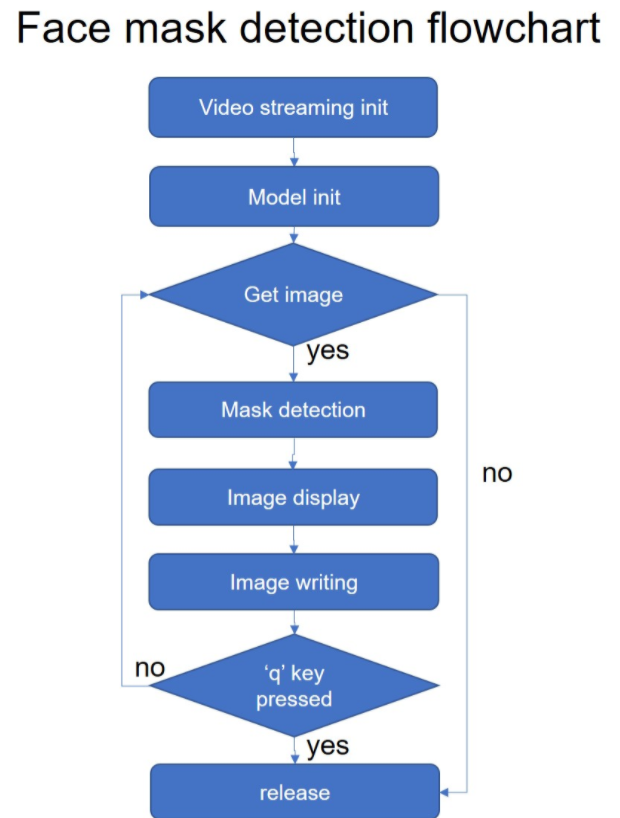 Face mask detection flowchart
Video streaming init
Model init
Get image
yes
Mask detection
no
Image display
Image writing
no
‘q’ key
pressed
yes
release